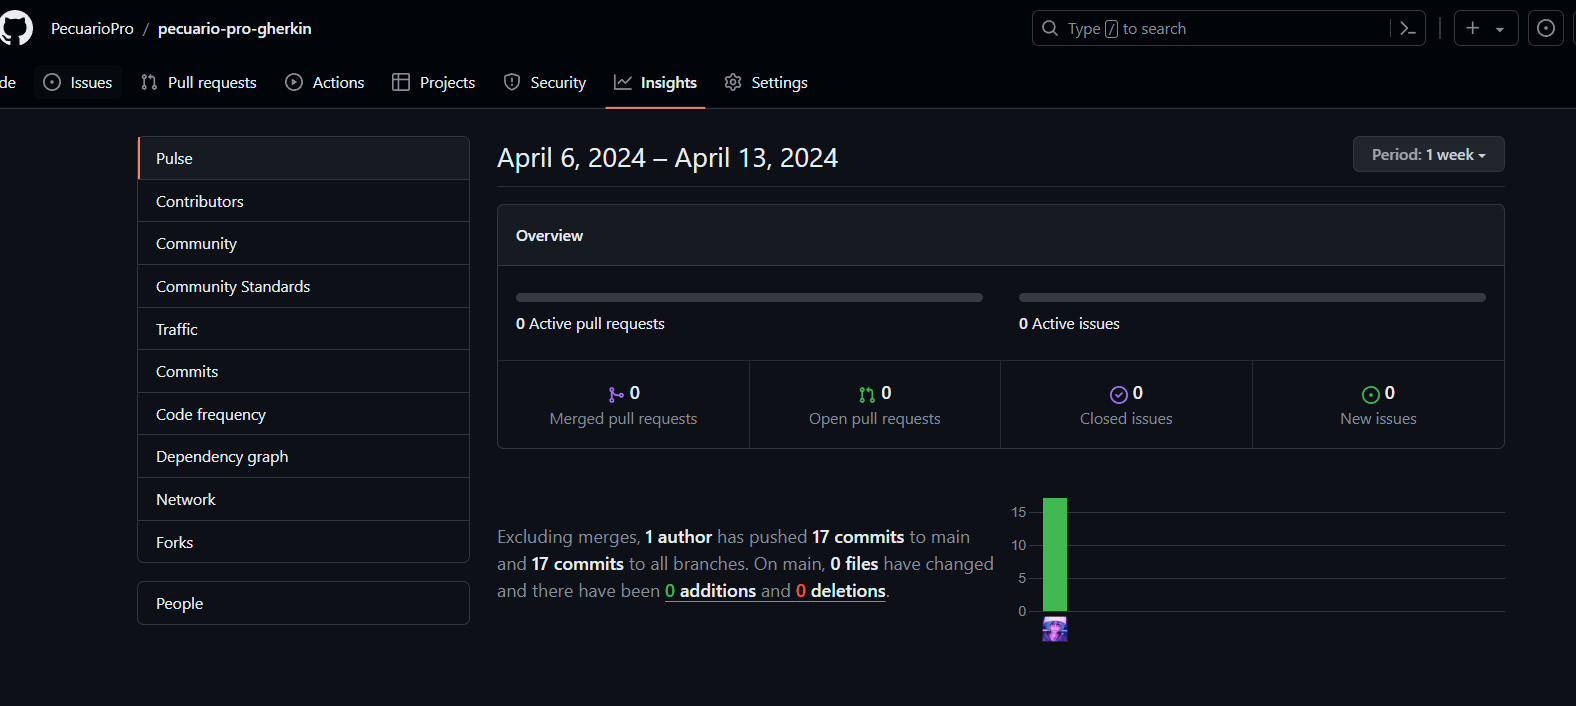 PecuarioPro / pecuario-pro-gherkin
Type / to search
de Issues Pull requests Actions Projects Security Insights Settings
Pulse
Contributors
Community
Community Standards
Traffic
Commits
Code frequency
Dependency graph
Network
Forks
People
April 6, 2024 – April 13, 2024
Period: 1 week
Overview
0 Active pull requests
0 Active issues
0
Merged pull requests
0
Open pull requests
0
Closed issues
0
New issues
Excluding merges, 1 author has pushed 17 commits to main
and 17 commits to all branches. On main, 0 files have changed
and there have been 0 additions and 0 deletions.
15
10
5
0